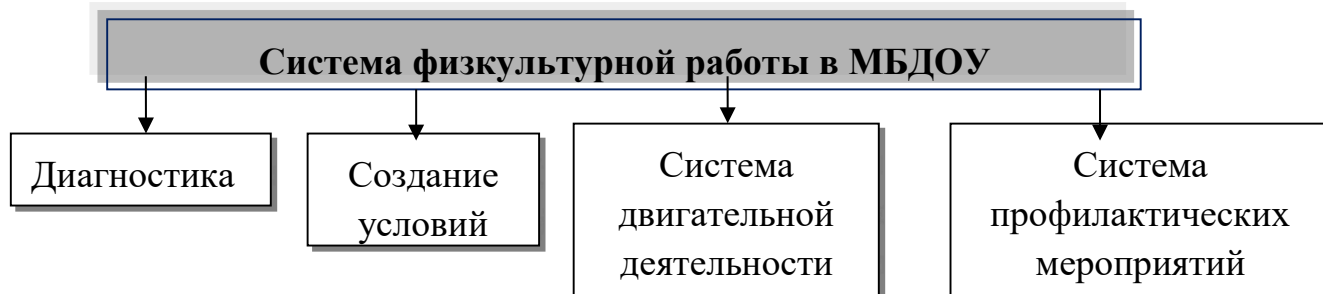 Система физкультурной работы в МБДОУ
Диагностика
Создание
условий
Система
двигательной
деятельности
Система
профилактических
мероприятий